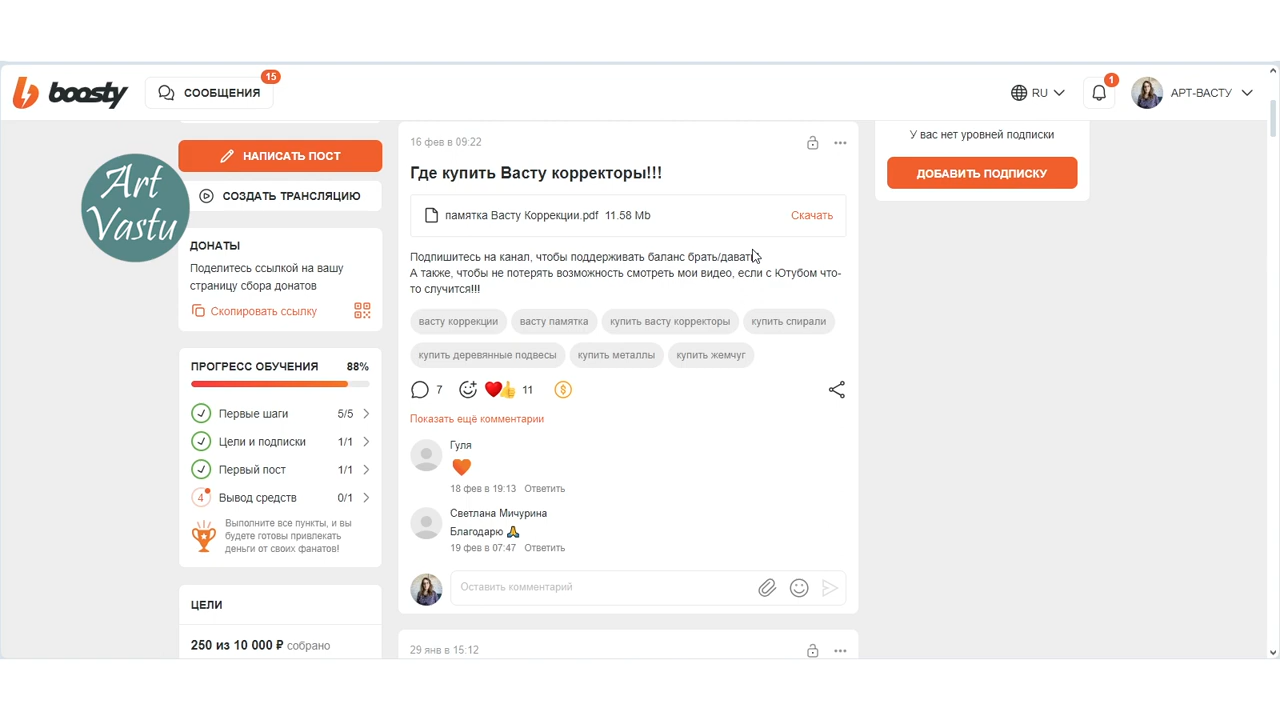 boosty
СООБЩЕНИЯ
15
RU
1
АРТ-ВАСТУ
Art
Vastu
НАПИСАТЬ ПОСТ
СОЗДАТЬ ТРАНСЛЯЦИЮ
ДОНАТЫ
Поделитесь ссылкой на вашу
страницу сбора донатов
Скопировать ссылку
ПРОГРЕСС ОБУЧЕНИЯ 88%
Первые шаги 5/5
Цели и подписки 1/1
Первый пост 1/1
4 Вывод средств 0/1
Выполните все пункты, и вы
будете готовы привлекать
деньги от своих фанатов!
ЦЕЛИ
250 из 10 000 ₽ собрано
16 фев в 09:22
Где купить Васту корректоры!!!
памятка Васту Коррекции.pdf 11.58 Mb
Скачать
Подпишитесь на канал, чтобы поддерживать баланс брать/давать
А также, чтобы не потерять возможность смотреть мои видео, если с Ютубом что-
то случится!!!
васту коррекции
васту памятка
купить васту корректоры
купить спирали
купить деревянные подвесы
купить металлы
купить жемчуг
7
11
Показать ещё комментарии
Гуля
18 фев в 19:13 Ответить
Светлана Мичурина
Благодарю 🙏
19 фев в 07:47 Ответить
Оставить комментарий
29 янв в 15:12
У вас нет уровней подписки
ДОБАВИТЬ ПОДПИСКУ